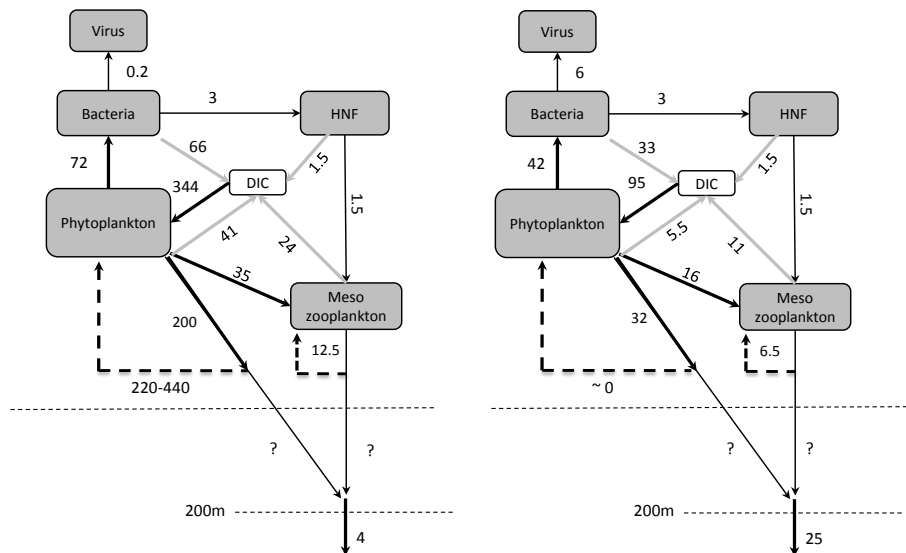 Virus
0.2
Bacteria
3
HNF
66
1.5
72
DIC
344
Phytoplankton
41
24
1.5
35
Meso
zooplankton
200
12.5
220-440
?
?
200m
4
Virus
6
Bacteria
3
HNF
33
1.5
42
DIC
95
Phytoplankton
5.5
11
1.5
16
Meso
zooplankton
32
6.5
~ 0
?
?
200m
25